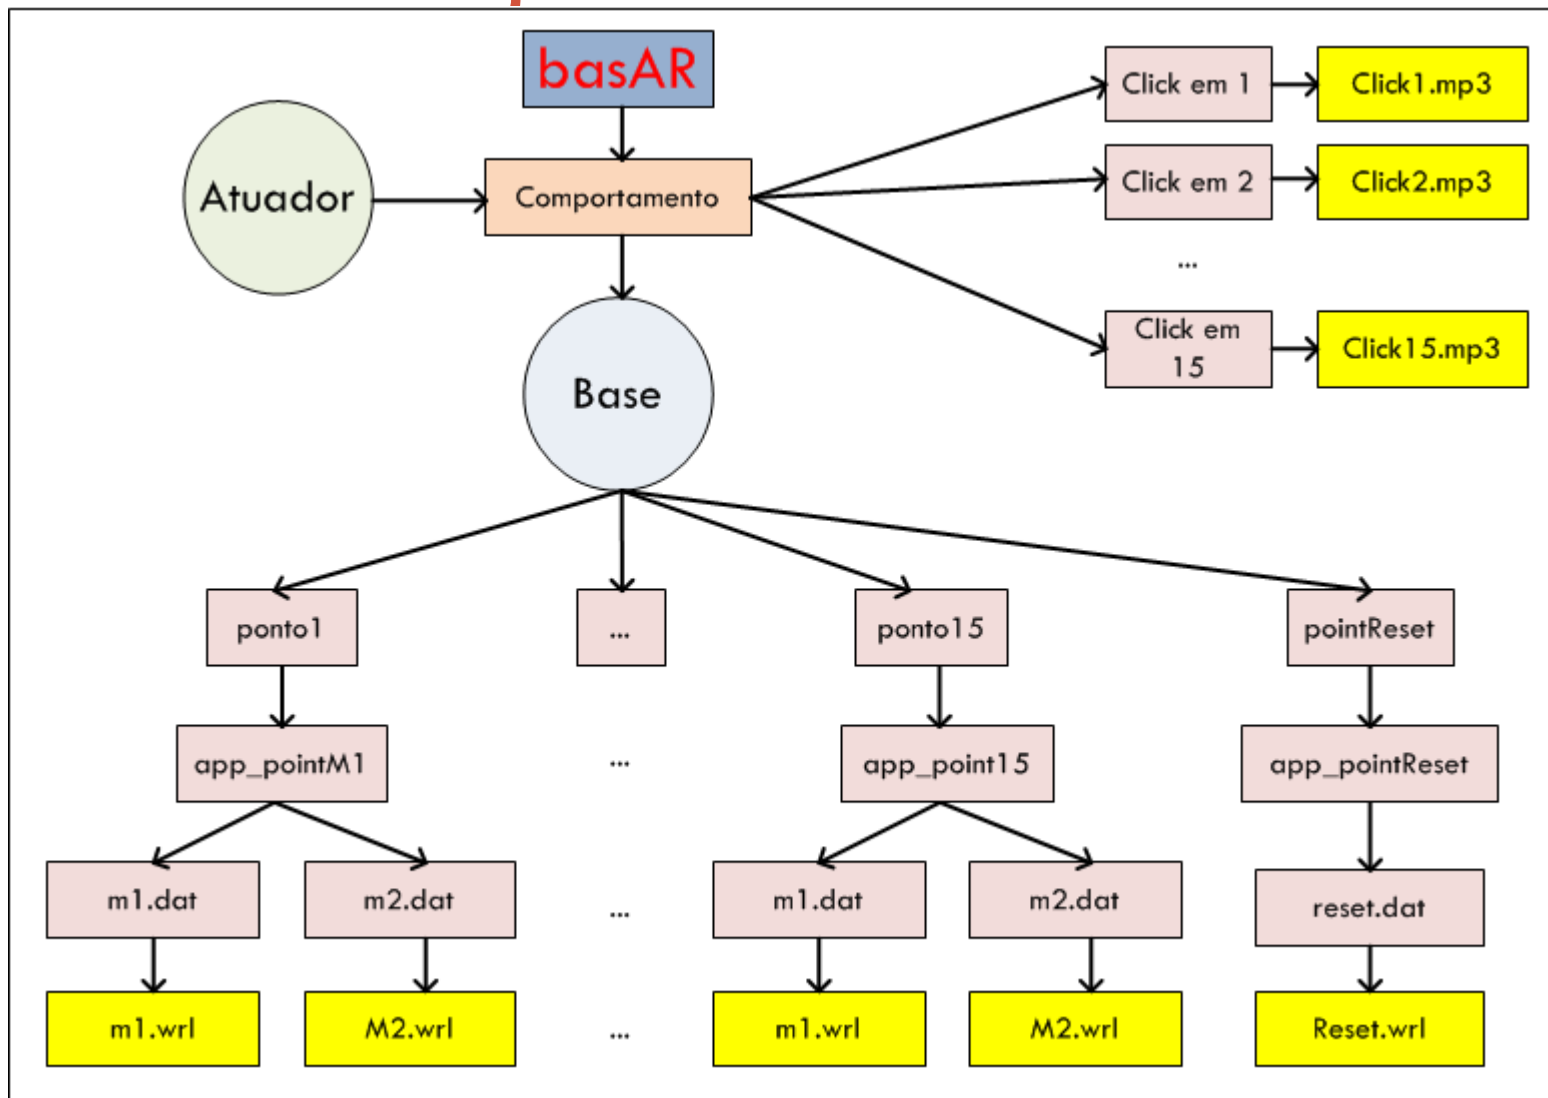 basAR
Click em 1
Click1.mp3
Atuador
Comportamento
Click em 2
Click2.mp3
...
Click em
15
Click15.mp3
Base
ponto1
...
ponto15
pointReset
app_pointM1
...
app_point15
app_pointReset
m1.dat
m2.dat
...
m1.dat
m2.dat
reset.dat
m1.wrl
M2.wrl
...
m1.wrl
M2.wrl
Reset.wrl